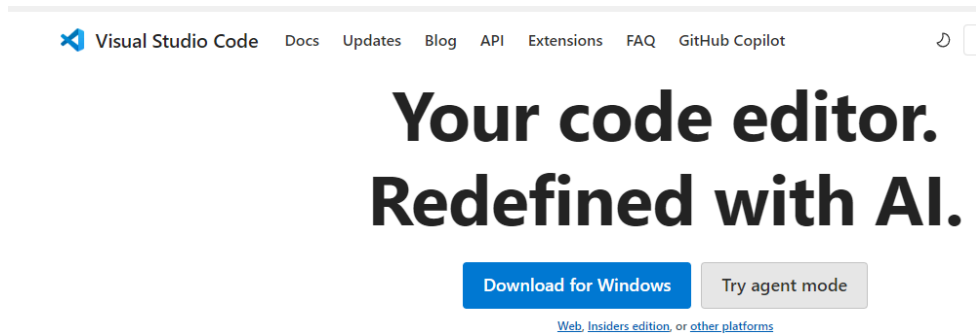 Visual Studio Code Docs Updates Blog API Extensions FAQ GitHub Copilot
Your code editor.
Redefined with AI.
Download for Windows Try agent mode
Web, Insiders edition, or other platforms